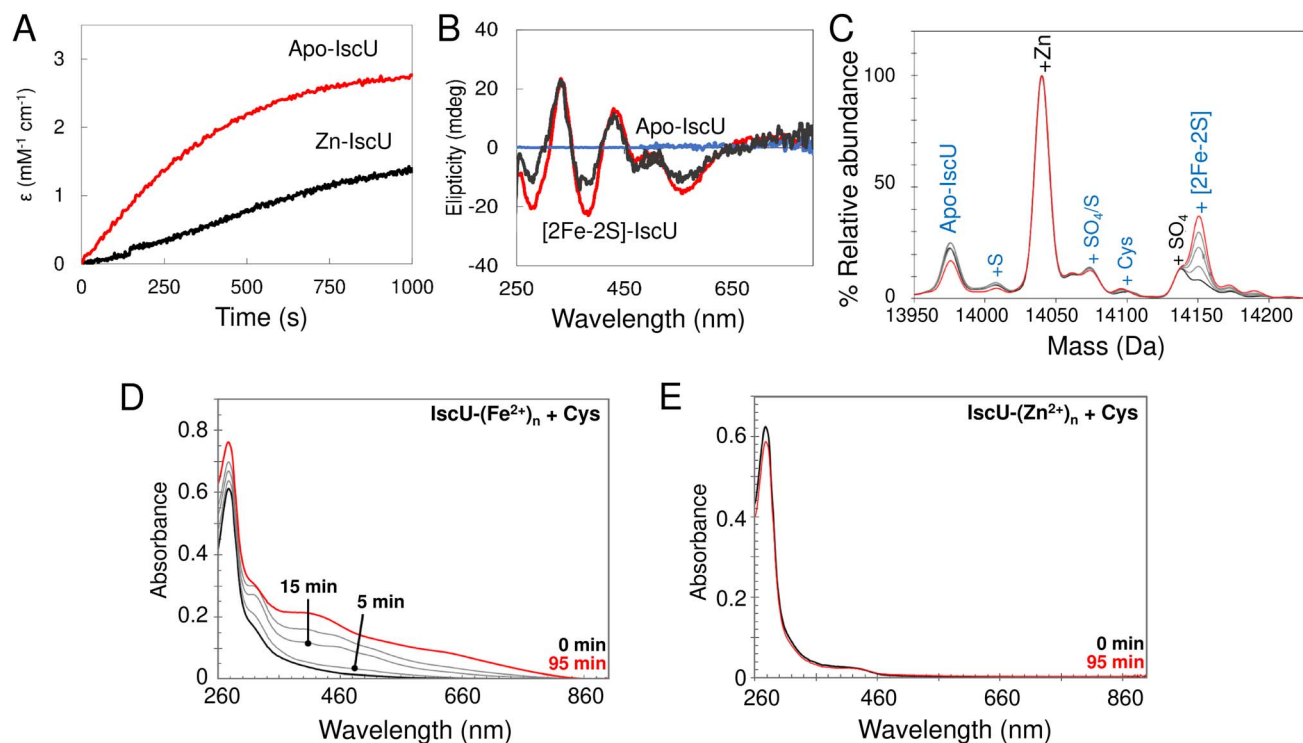 A
Apo-IscU
Zn-IscU
ε (mM⁻¹ cm⁻¹)
3
2
1
0
0
250
500
750
1000
Time (s)
B
Elipticity (mdeg)
40
20
0
-20
-40
Apo-IscU
[2Fe-2S]-IscU
250
450
650
Wavelength (nm)
C
% Relative abundance
100
50
0
Apo-IscU
+S
+Zn
+ SO₄/S
+ Cys
+ SO₄
+ [2Fe-2S]
13950
14000
14050
14100
14150
14200
Mass (Da)
D
IscU-(Fe²⁺)ₙ + Cys
Absorbance
0.8
0.6
0.4
0.2
0
15 min
5 min
0 min
95 min
260
460
660
860
Wavelength (nm)
E
IscU-(Zn²⁺)ₙ + Cys
Absorbance
0.6
0.4
0.2
0
0 min
95 min
260
460
660
860
Wavelength (nm)